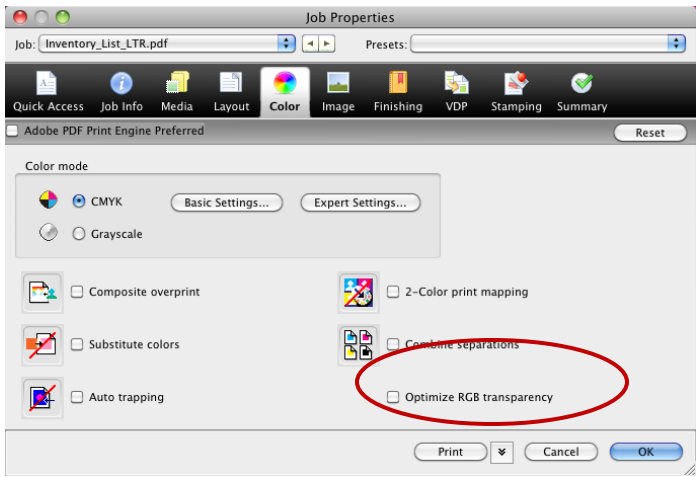 Job Properties
Job: Inventory_List_LTR.pdf Presets:
Quick Access Job Info Media Layout Color Image Finishing VDP Stamping Summary
Adobe PDF Print Engine Preferred Reset
Color mode
CMYK Basic Settings... Expert Settings...
Grayscale
Composite overprint 2-Color print mapping
Substitute colors Combine separations
Auto trapping Optimize RGB transparency
Print Cancel OK